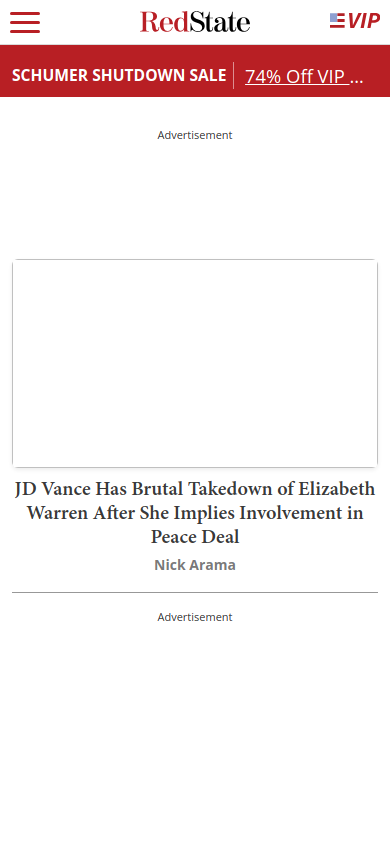 RedState
VIP
SCHUMER SHUTDOWN SALE
74% Off VIP ...
Advertisement
JD Vance Has Brutal Takedown of Elizabeth
Warren After She Implies Involvement in
Peace Deal
Nick Arama
Advertisement